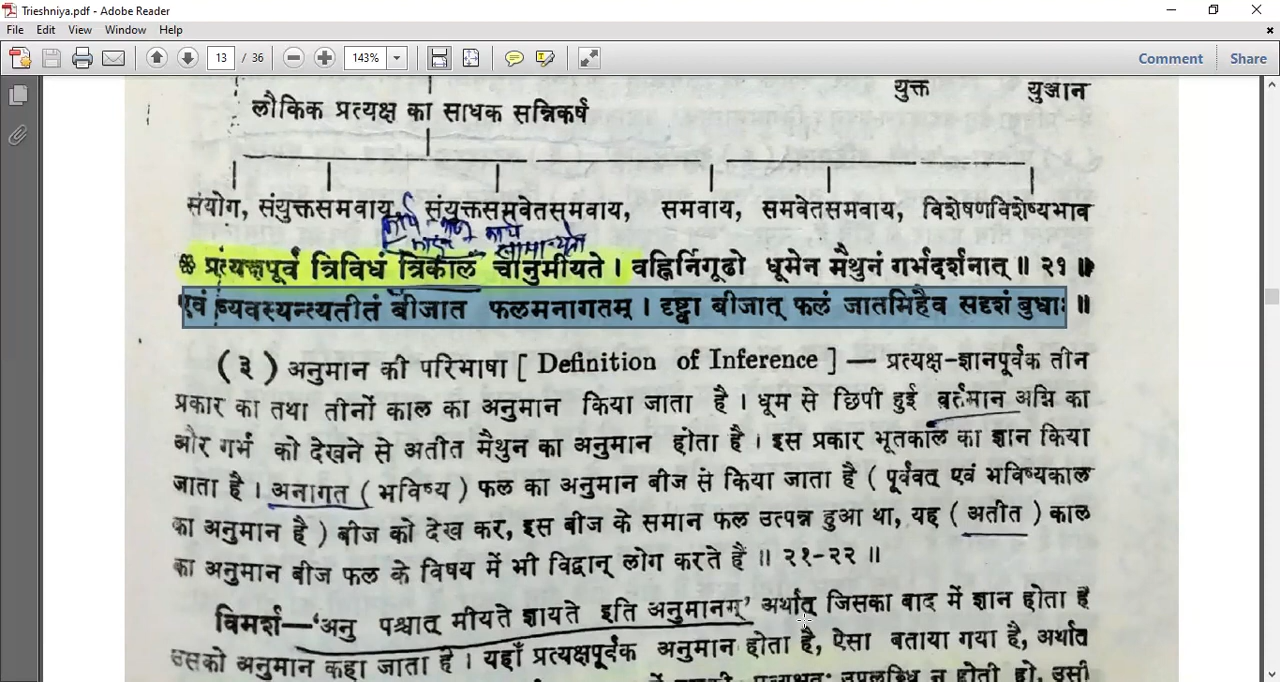 Trieshniya.pdf - Adobe Reader
File Edit View Window Help
13 / 36 143% Comment Share
युक्त युञ्जान
लौकिक प्रत्यक्ष का साधक सन्निकर्ष
संयोग, संयुक्तसमवाय, संयुक्तसमवेतसमवाय, समवाय, समवेतसमवाय, विशेषणविशेष्यभाव
प्रत्यक्षपूर्वं त्रिविधं त्रिकालं चानुमीयते । वह्निर्निगूढो धूमेन मैथुनं गर्भदर्शनात् ॥ २१ ॥
एवं व्यवस्यन्त्यतीतं बीजात फलमनागतम् । दृष्ट्वा बीजात् फलं जातमिहैव सदृशं बुधाः ॥
( ३ ) अनुमान की परिभाषा [ Definition of Inference ] — प्रत्यक्ष-ज्ञानपूर्वक तीन
प्रकार का तथा तीनों काल का अनुमान किया जाता है । धूम से छिपी हुई वर्तमान अग्नि का
और गर्भ को देखने से अतीत मैथुन का अनुमान होता है । इस प्रकार भूतकाल का ज्ञान किया
जाता है । अनागत ( भविष्य ) फल का अनुमान बीज से किया जाता है ( पूर्ववत् एवं भविष्यकाल
का अनुमान है ) बीज को देख कर, इस बीज के समान फल उत्पन्न हुआ था, यह ( अतीत ) काल
का अनुमान बीज फल के विषय में भी विद्वान् लोग करते हैं ॥ २१-२२ ॥
विमर्श—‘अनु पश्चात् मीयते ज्ञायते इति अनुमानम्’ अर्थात् जिसका बाद में ज्ञान होता है
उसको अनुमान कहा जाता है । यहाँ प्रत्यक्षपूर्वक अनुमान होता है, ऐसा बताया गया है, अर्थात
प्रत्यक्षतः उपलब्धि न होती हो, उसी